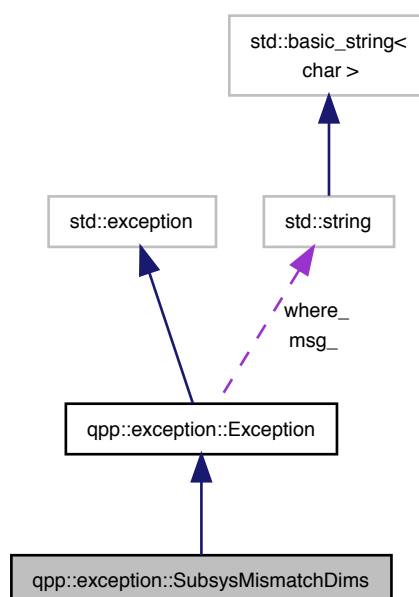 std::basic_string<
char >
std::exception
std::string
where_
msg_
qpp::exception::Exception
qpp::exception::SubsysMismatchDims